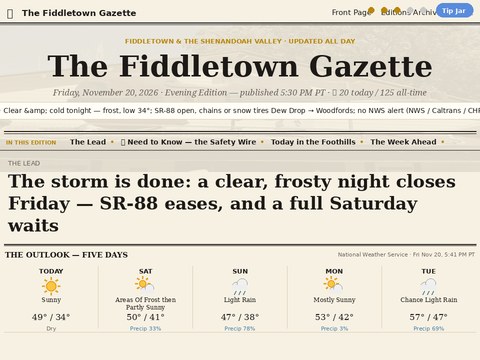 The Fiddletown Gazette
Front Page Editions Archive
Tip Jar
FIDDLETOWN & THE SHENANDOAH VALLEY · UPDATED ALL DAY
The Fiddletown Gazette
Friday, November 20, 2026 · Evening Edition — published 5:30 PM PT · 20 today / 125 all-time
Clear &amp; cold tonight — frost, low 34°; SR-88 open, chains or snow tires Dew Drop → Woodfords; no NWS alert (NWS / Caltrans / CHP
IN THIS EDITION The Lead • Need to Know — the Safety Wire • Today in the Foothills • The Week Ahead •
THE LEAD
The storm is done: a clear, frosty night closes
Friday — SR-88 eases, and a full Saturday
waits
THE OUTLOOK — FIVE DAYS
National Weather Service · Fri Nov 20, 5:41 PM PT
TODAY SAT SUN MON TUE
Sunny Areas Of Frost then Light Rain Mostly Sunny Chance Light Rain
Partly Sunny
49° / 34° 50° / 41° 47° / 38° 53° / 42° 57° / 47°
Dry Precip 33% Precip 78% Precip 3% Precip 69%